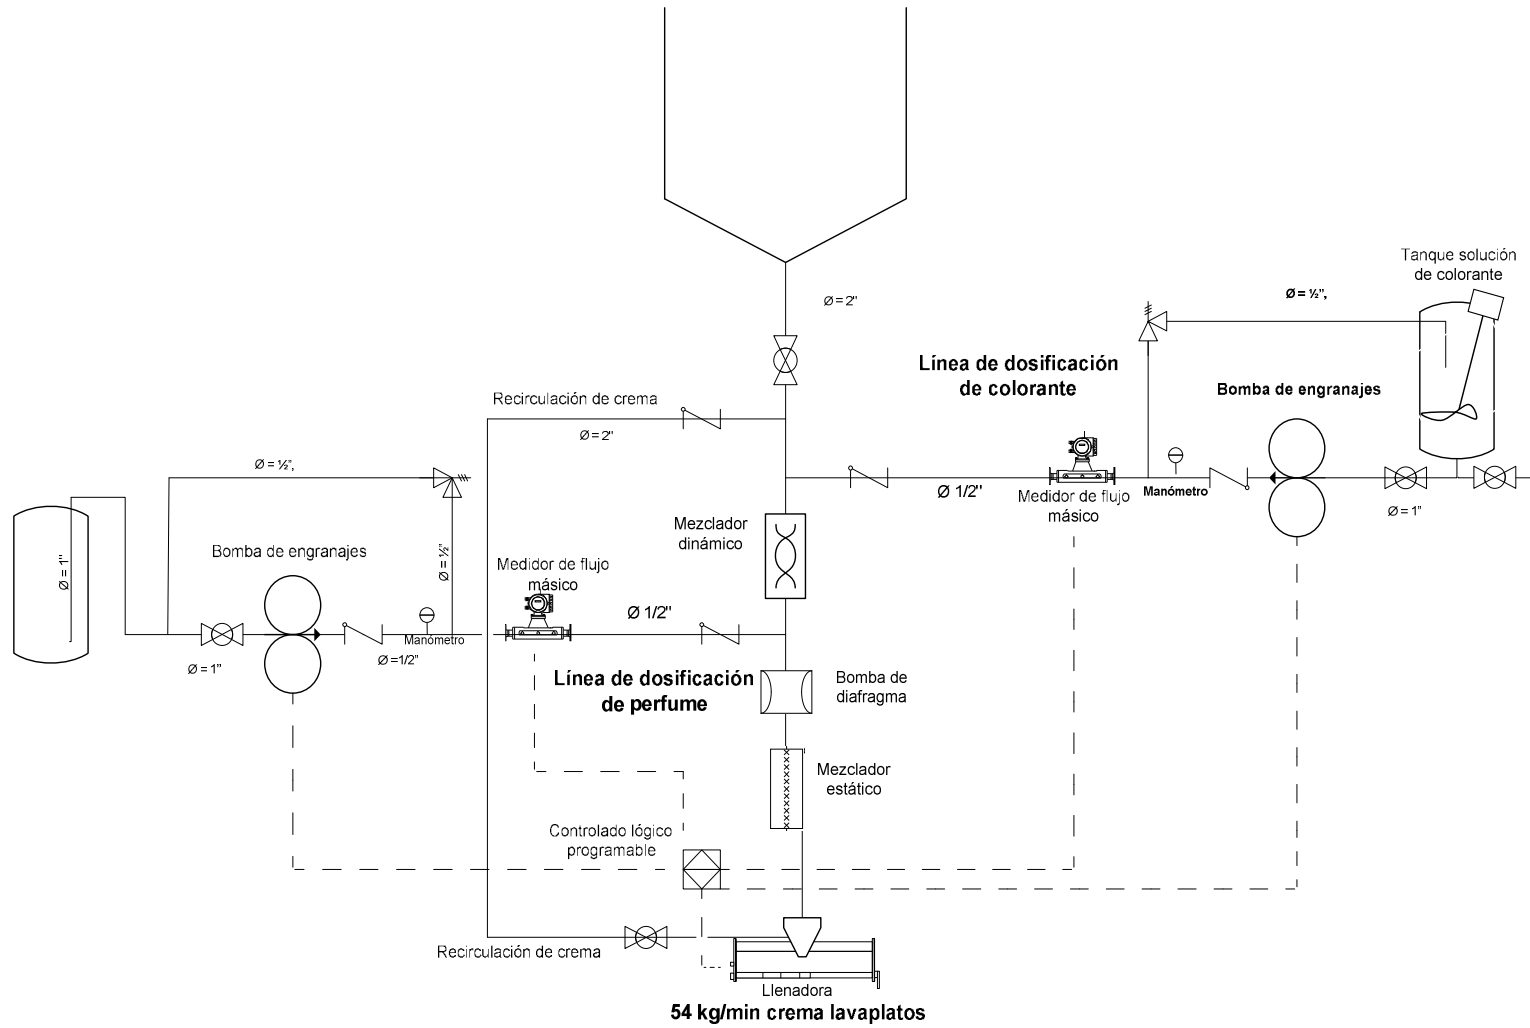 Tanque solución
de colorante
Ø = ½”,
Ø = 2"
Línea de dosificación
de colorante
Bomba de engranajes
Recirculación de crema
Ø = 2"
Ø = ½”,
Ø 1/2"
Medidor de flujo
másico
Manómetro
Ø = 1”
Mezclador
dinámico
Bomba de engranajes
Ø = 1"
Ø = ½”
Medidor de flujo
másico
Ø 1/2"
Manómetro
Ø =1/2”
Ø = 1”
Línea de dosificación
de perfume
Bomba de
diafragma
Mezclador
estático
Controlado lógico
programable
Recirculación de crema
Llenadora
54 kg/min crema lavaplatos